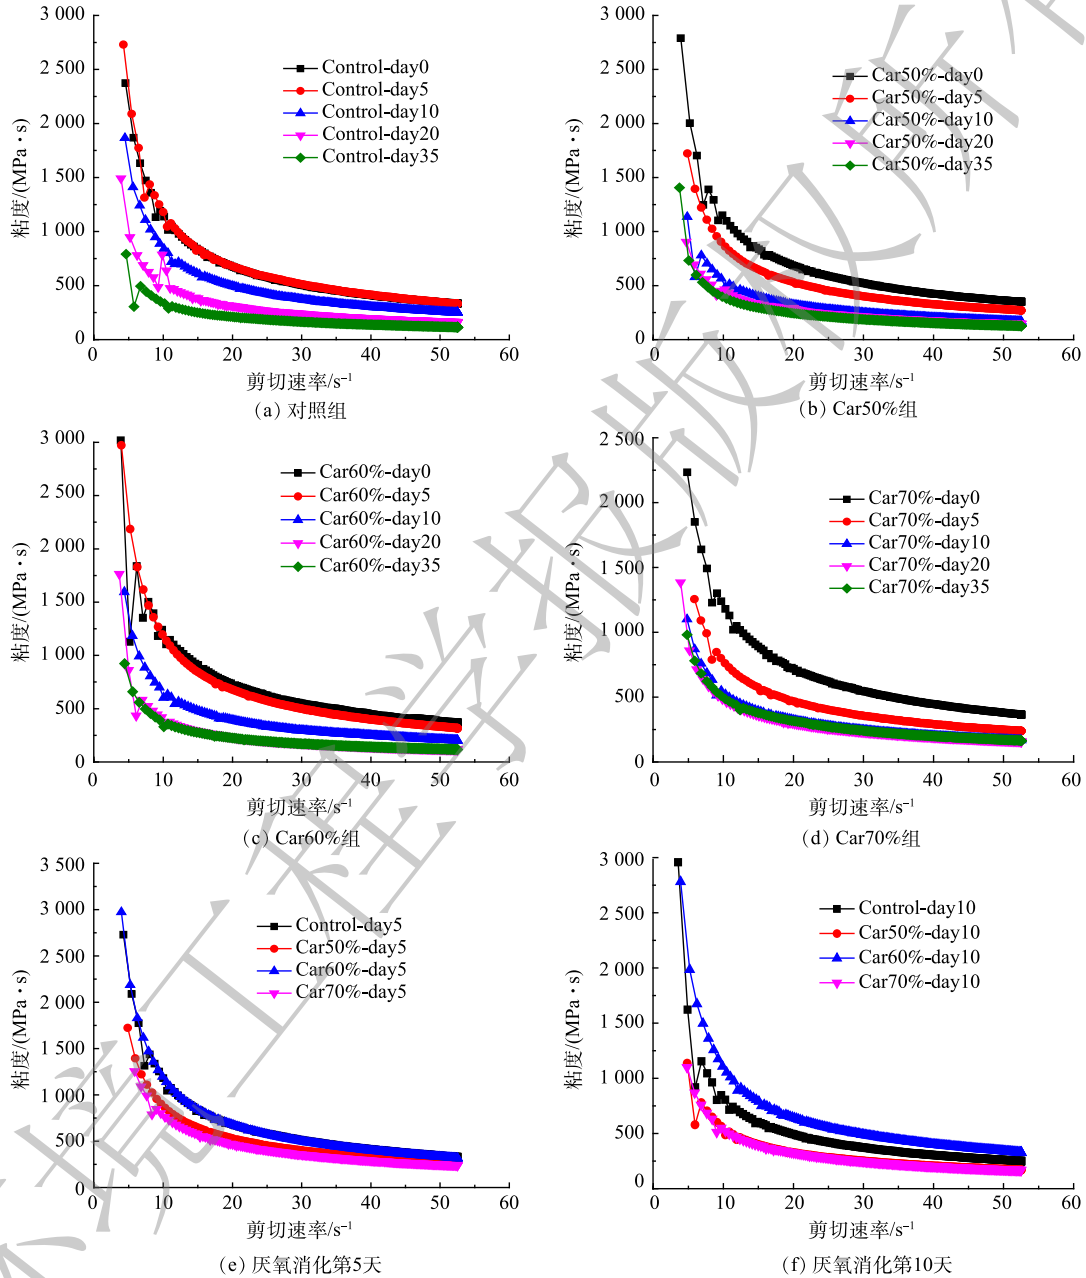 3 000
2 500
2 000
1 500
1 000
500
0
粘度/(MPa·s)
Control-day0
Control-day5
Control-day10
Control-day20
Control-day35
0 10 20 30 40 50 60
剪切速率/s⁻¹
(a) 对照组
3 000
2 500
2 000
1 500
1 000
500
0
粘度/(MPa·s)
Car50%-day0
Car50%-day5
Car50%-day10
Car50%-day20
Car50%-day35
0 10 20 30 40 50 60
剪切速率/s⁻¹
(b) Car50%组
3 000
2 500
2 000
1 500
1 000
500
0
粘度/(MPa·s)
Car60%-day0
Car60%-day5
Car60%-day10
Car60%-day20
Car60%-day35
0 10 20 30 40 50 60
剪切速率/s⁻¹
(c) Car60%组
2 500
2 000
1 500
1 000
500
0
粘度/(MPa·s)
Car70%-day0
Car70%-day5
Car70%-day10
Car70%-day20
Car70%-day35
0 10 20 30 40 50 60
剪切速率/s⁻¹
(d) Car70%组
3 500
3 000
2 500
2 000
1 500
1 000
500
0
粘度/(MPa·s)
Control-day5
Car50%-day5
Car60%-day5
Car70%-day5
0 10 20 30 40 50 60
剪切速率/s⁻¹
(e) 厌氧消化第5天
3 000
2 500
2 000
1 500
1 000
500
0
粘度/(MPa·s)
Control-day10
Car50%-day10
Car60%-day10
Car70%-day10
0 10 20 30 40 50 60
剪切速率/s⁻¹
(f) 厌氧消化第10天
环境工程学报版权所有